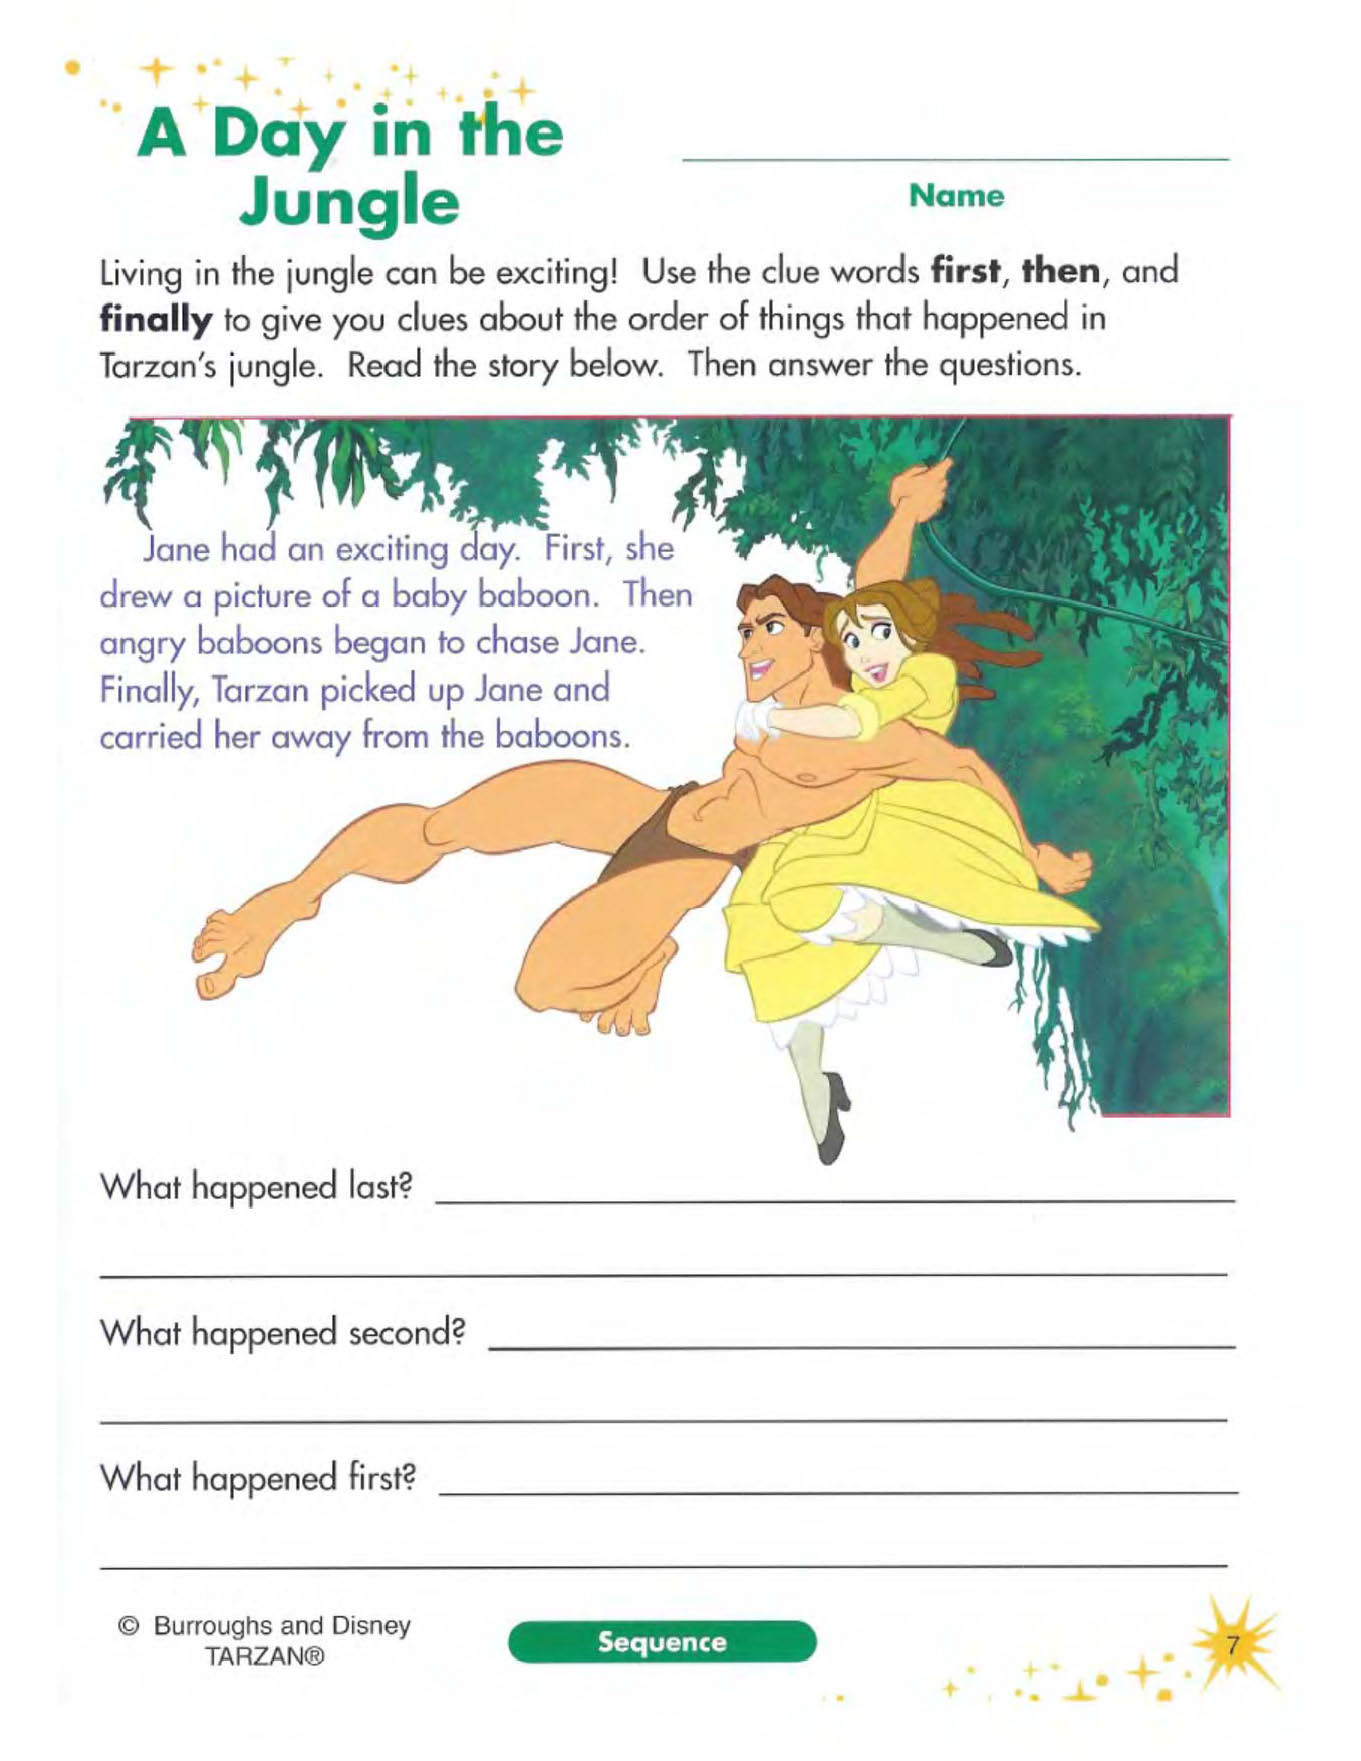 A Day in the
Jungle
Name
Living in the jungle can be exciting! Use the clue words first, then, and
finally to give you clues about the order of things that happened in
Tarzan's jungle. Read the story below. Then answer the questions.
Jane had an exciting day. First, she
drew a picture of a baby baboon. Then
angry baboons began to chase Jane.
Finally, Tarzan picked up Jane and
carried her away from the baboons.
What happened last?
What happened second?
What happened first?
© Burroughs and Disney
TARZAN®
Sequence
7